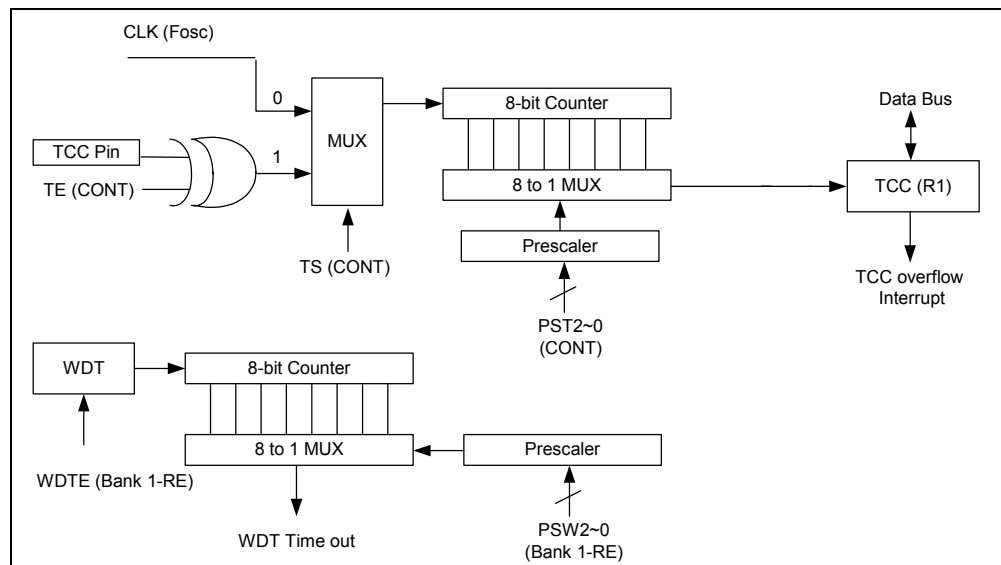 CLK (Fosc)
0
TCC Pin
TE (CONT)
1
MUX
TS (CONT)
8-bit Counter
8 to 1 MUX
Prescaler
PST2~0
(CONT)
Data Bus
TCC (R1)
TCC overflow
Interrupt
WDT
WDTE (Bank 1-RE)
8-bit Counter
8 to 1 MUX
WDT Time out
Prescaler
PSW2~0
(Bank 1-RE)